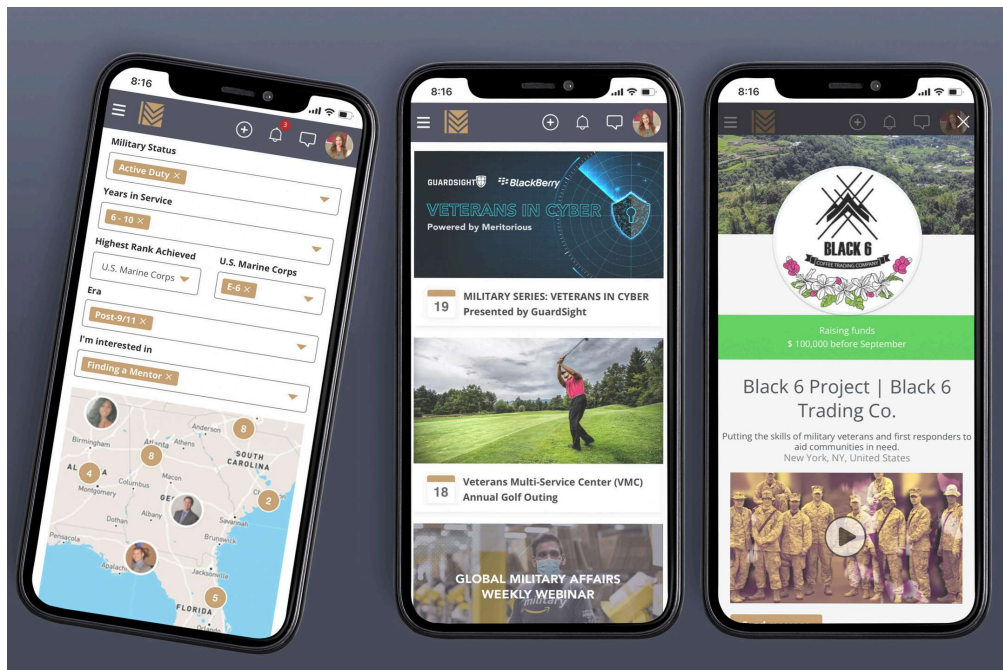 8:16
3
Military Status
Active Duty ×
Years in Service
6 - 10 ×
Highest Rank Achieved
U.S. Marine Corps
U.S. Marine Corps
E-6 ×
Era
Post-9/11 ×
I'm interested in
Finding a Mentor ×
Anderson
8
Birmingham
Atlanta
Athens
SOUTH
CAROLINA
8
4
Macon
Columbus
Montgomery
2
Albany
Savannah
Dothan
Brunswick
Pensacola
Jacksonville
5
FLORIDA
Orlando
8:16
GUARDSIGHT
BlackBerry
VETERANS IN CYBER
Powered by Meritorious
19
MILITARY SERIES: VETERANS IN CYBER
Presented by GuardSight
18
Veterans Multi-Service Center (VMC)
Annual Golf Outing
GLOBAL MILITARY AFFAIRS
WEEKLY WEBINAR
military
8:16
BLACK 6
COFFEE TRADING COMPANY
Raising funds
$ 100,000 before September
Black 6 Project | Black 6
Trading Co.
Putting the skills of military veterans and first responders to
aid communities in need.
New York, NY, United States